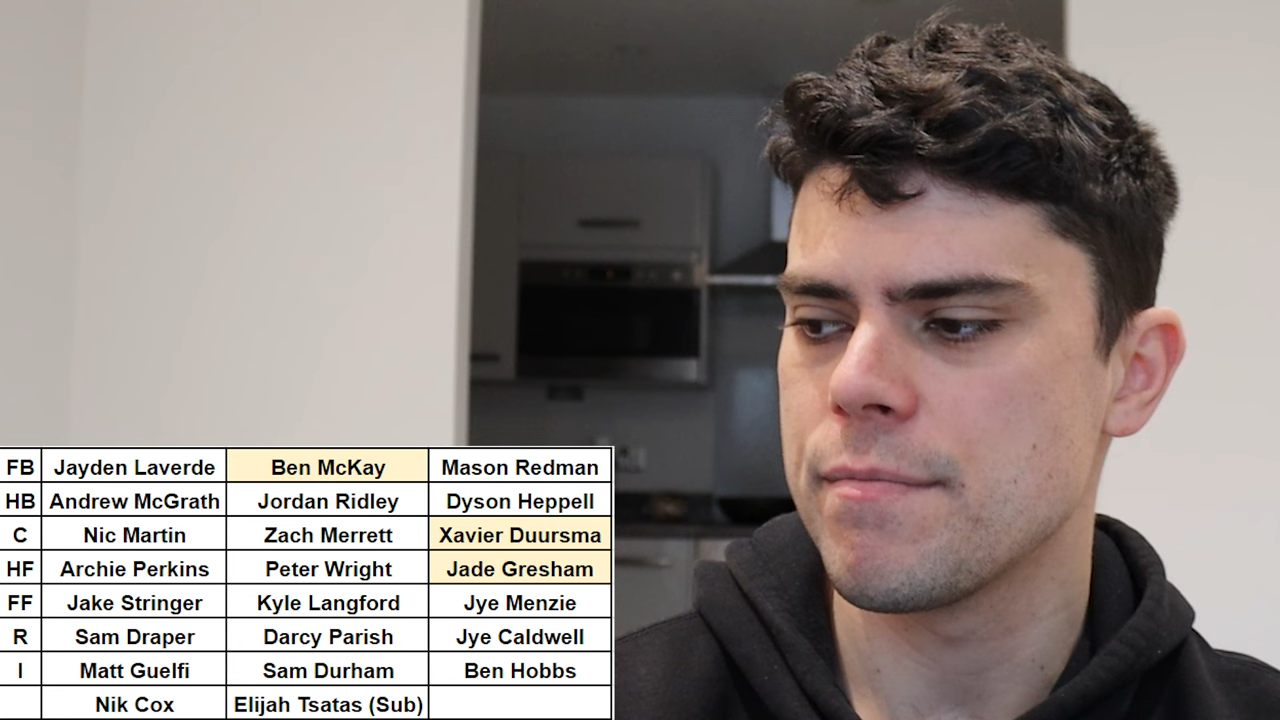 FB Jayden Laverde Ben McKay Mason Redman
HB Andrew McGrath Jordan Ridley Dyson Heppell
C Nic Martin Zach Merrett Xavier Duursma
HF Archie Perkins Peter Wright Jade Gresham
FF Jake Stringer Kyle Langford Jye Menzie
R Sam Draper Darcy Parish Jye Caldwell
I Matt Guelfi Sam Durham Ben Hobbs
Nik Cox Elijah Tsatas (Sub)